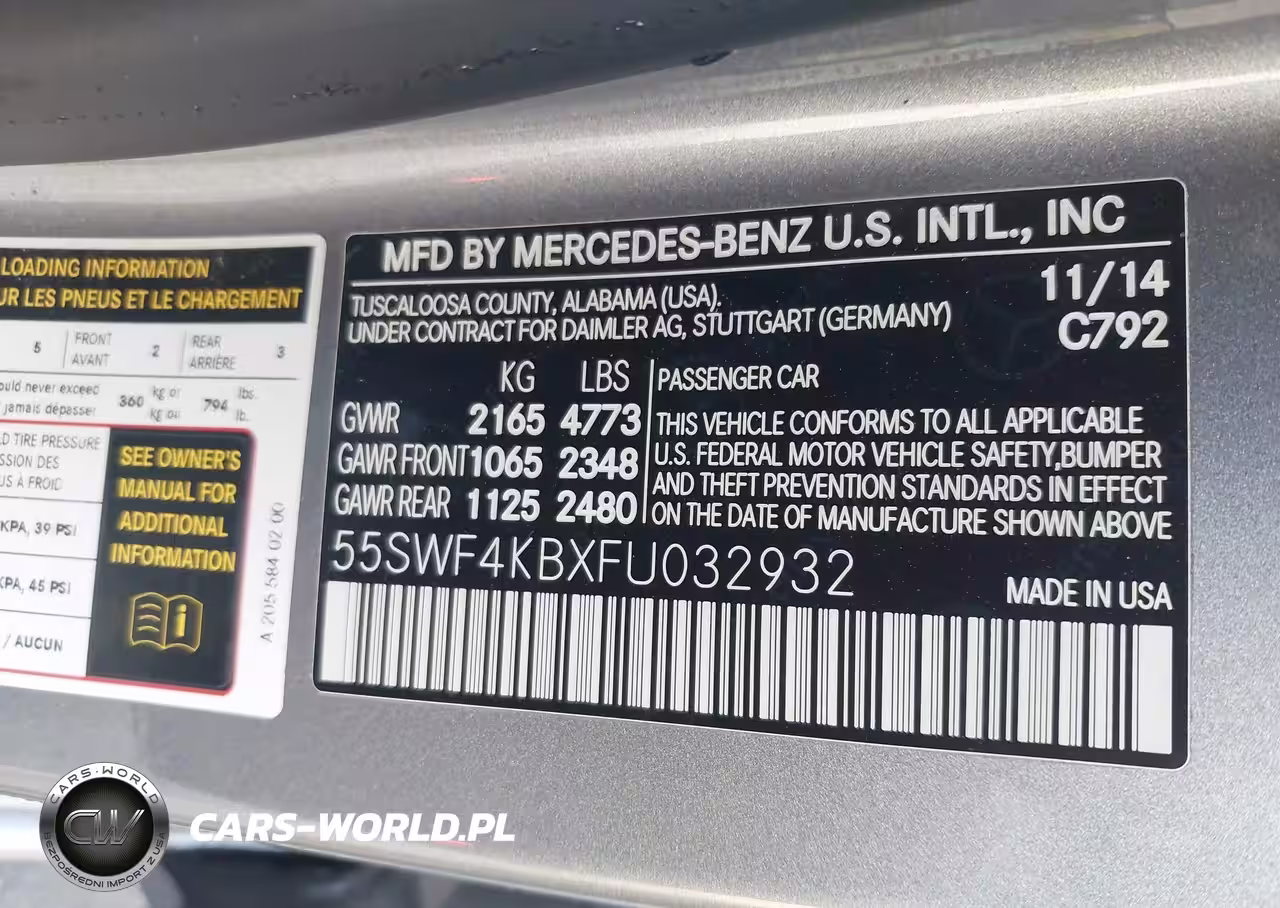 LOADING INFORMATION
UR LES PNEUS ET LE CHARGEMENT
5 FRONT AVANT 2 REAR ARRIÈRE 3
ould never exceed 360 kg or 794 lbs.
jamais dépasser kg ou lb.
D TIRE PRESSURE
SSION DES
US À FROID
KPA, 39 PSI
KPA, 45 PSI
/ AUCUN
SEE OWNER'S
MANUAL FOR
ADDITIONAL
INFORMATION
A 205 584 02 00
MFD BY MERCEDES-BENZ U.S. INTL., INC
TUSCALOOSA COUNTY, ALABAMA (USA). 11/14
UNDER CONTRACT FOR DAIMLER AG, STUTTGART (GERMANY) C792
KG LBS
GVWR 2165 4773
GAWR FRONT 1065 2348
GAWR REAR 1125 2480
PASSENGER CAR
THIS VEHICLE CONFORMS TO ALL APPLICABLE
U.S. FEDERAL MOTOR VEHICLE SAFETY,BUMPER
AND THEFT PREVENTION STANDARDS IN EFFECT
ON THE DATE OF MANUFACTURE SHOWN ABOVE
55SWF4KBXFU032932
MADE IN USA
CARS-WORLD
CW
BEZPOŚREDNI IMPORT Z USA
CARS-WORLD.PL